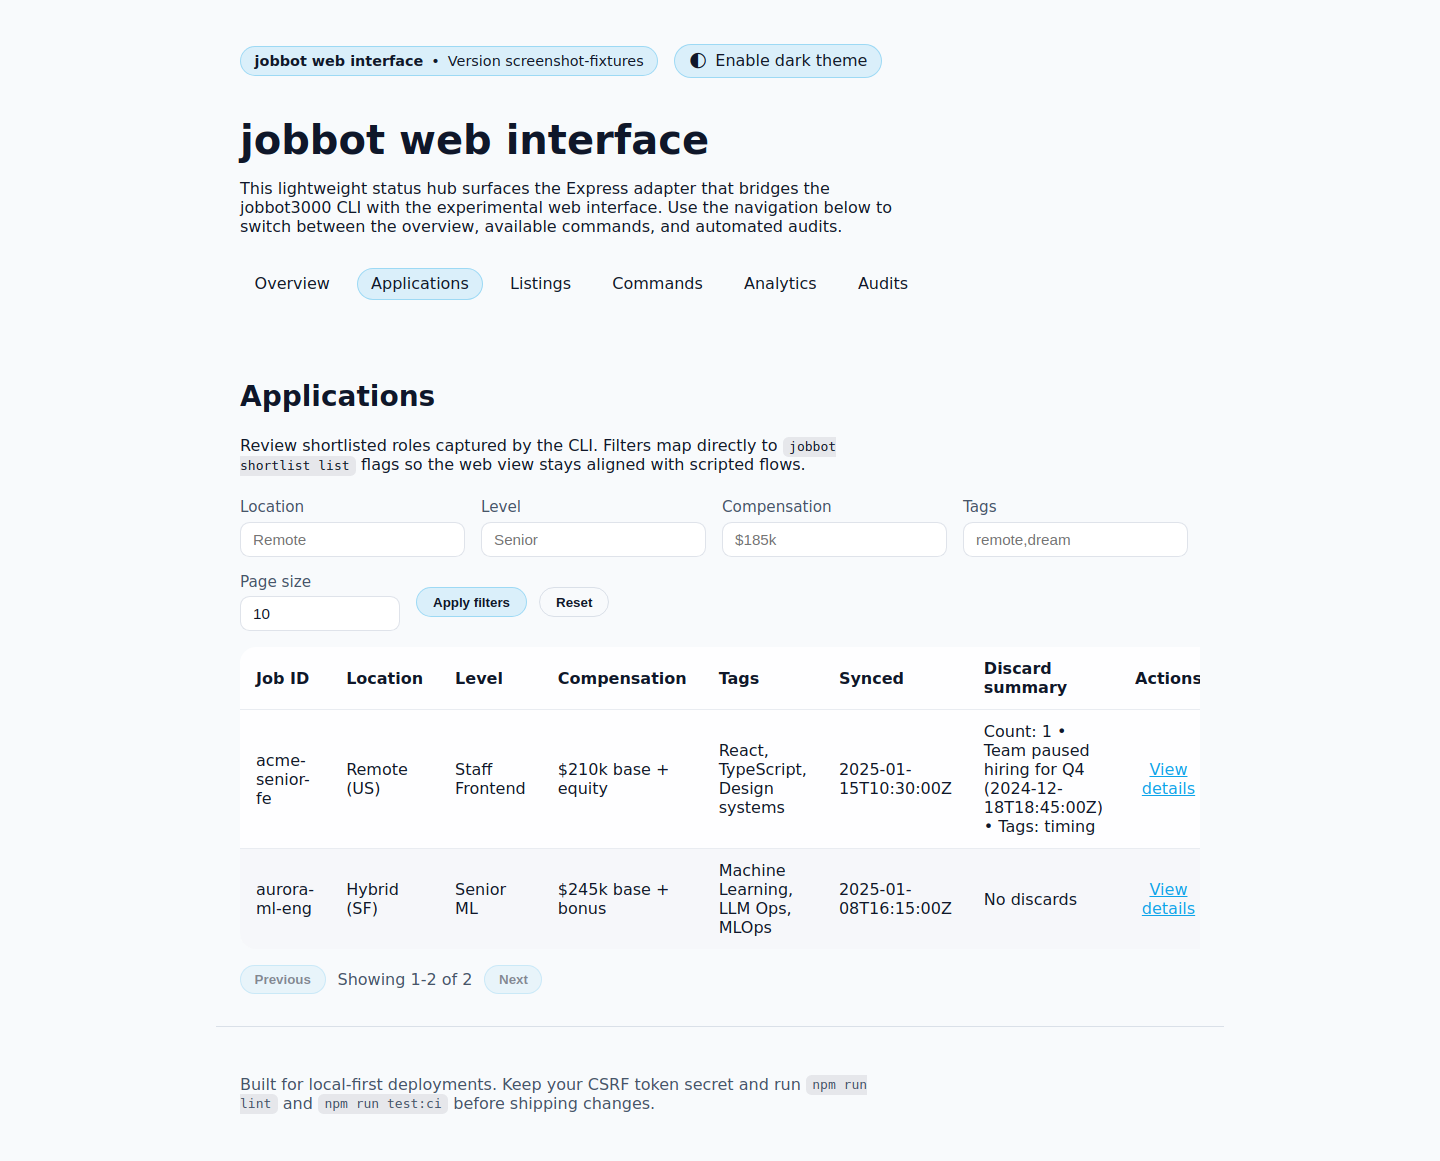 jobbot web interface • Version screenshot-fixtures
Enable dark theme
jobbot web interface
This lightweight status hub surfaces the Express adapter that bridges the
jobbot3000 CLI with the experimental web interface. Use the navigation below to
switch between the overview, available commands, and automated audits.
Overview Applications Listings Commands Analytics Audits
Applications
Review shortlisted roles captured by the CLI. Filters map directly to jobbot
shortlist list flags so the web view stays aligned with scripted flows.
Location Level Compensation Tags
Remote Senior $185k remote,dream
Page size
10 Apply filters Reset
Job ID
Location
Level
Compensation
Tags
Synced
Discard
summary
Actions
acme-
senior-
fe
Remote
(US)
Staff
Frontend
$210k base +
equity
React,
TypeScript,
Design
systems
2025-01-
15T10:30:00Z
Count: 1 •
Team paused
hiring for Q4
(2024-12-
18T18:45:00Z)
• Tags: timing
View
details
aurora-
ml-eng
Hybrid
(SF)
Senior
ML
$245k base +
bonus
Machine
Learning,
LLM Ops,
MLOps
2025-01-
08T16:15:00Z
No discards
View
details
Previous Showing 1-2 of 2 Next
Built for local-first deployments. Keep your CSRF token secret and run npm run
lint and npm run test:ci before shipping changes.